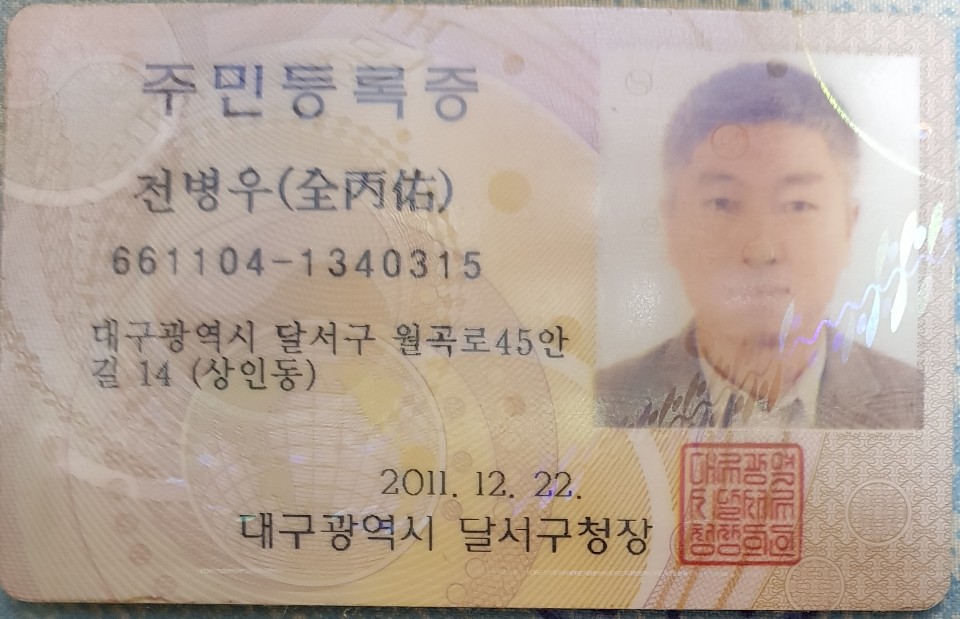 주민등록증
전병우(全丙佑)
661104-1340315
대구광역시 달서구 월곡로45안
길 14 (상인동)
2011. 12. 22.
대구광역시 달서구청장